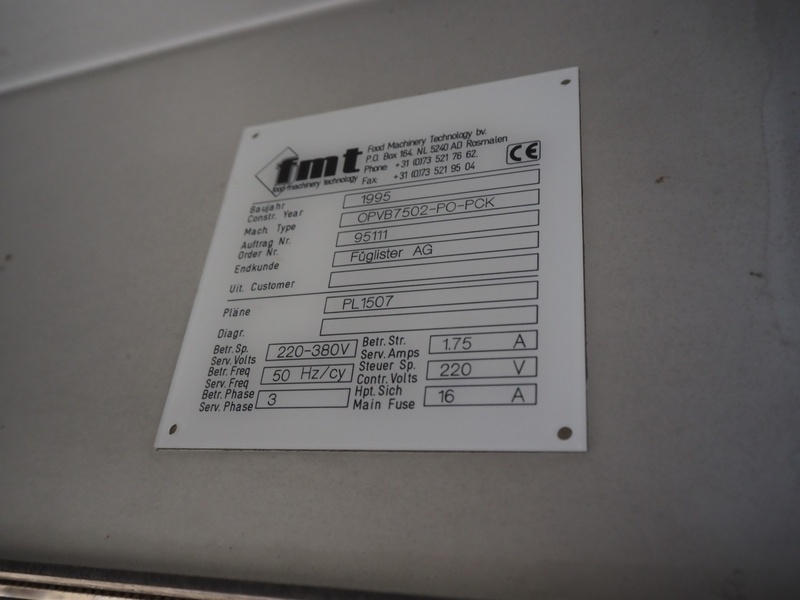 fmt
food machinery technology
Food Machinery Technology bv.
P.O. Box 164, NL 5240 AD Rosmalen
Phone +31 (0)73 521 76 62.
Fax: +31 (0)73 521 95 04
CE
Baujahr
Constr. Year 1995
Mach. Type OPVB7502-PO-PCK
Auftrag Nr.
Order Nr. 95111
Endkunde Füglister AG
Uit. Customer
Pläne PL1507
Diagr.
Betr. Sp.
Serv. Volts 220-380V
Betr. Str.
Serv. Amps 1.75 A
Betr. Freq
Serv. Freq 50 Hz/cy
Steuer Sp.
Contr. Volts 220 V
Betr. Phase
Serv. Phase 3
Hpt. Sich
Main Fuse 16 A